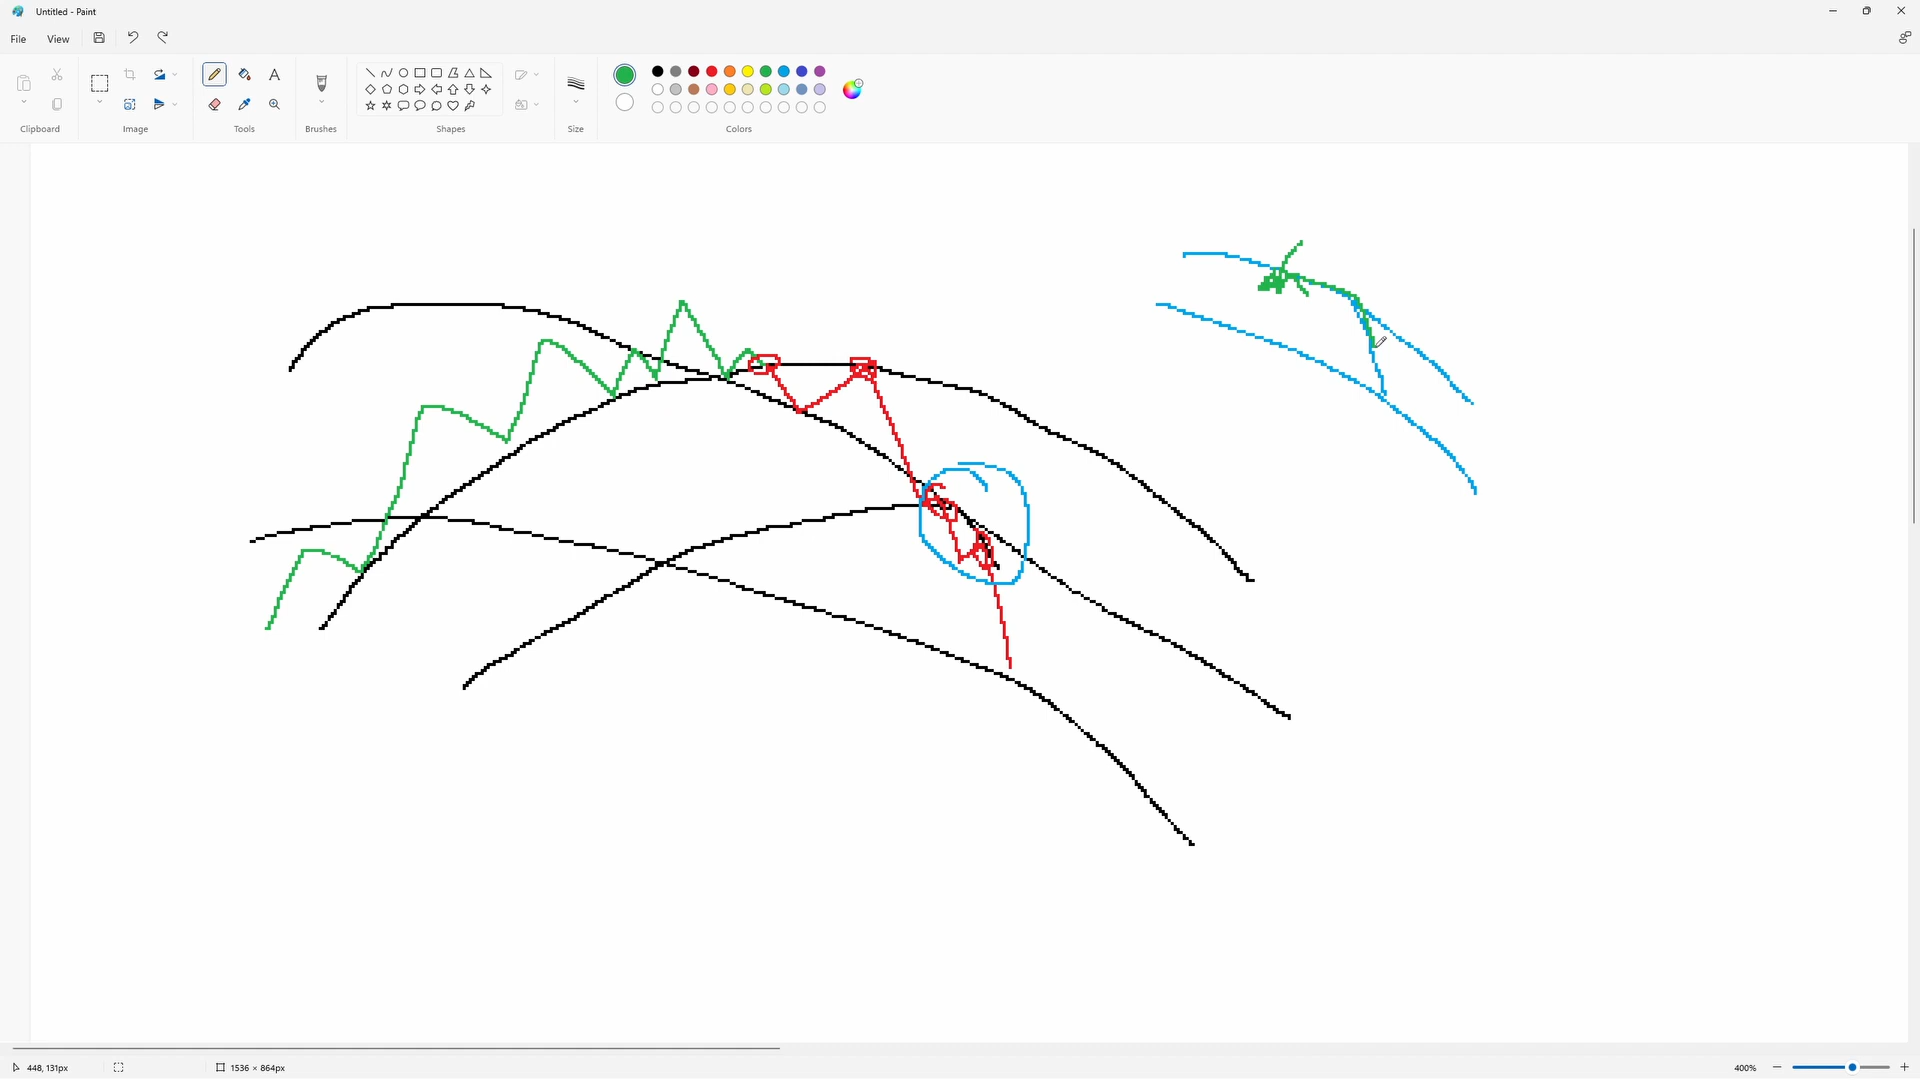 Untitled - Paint
File View
A
Clipboard Image Tools Brushes Shapes Size Colors
448, 131px 1536 × 864px 400%